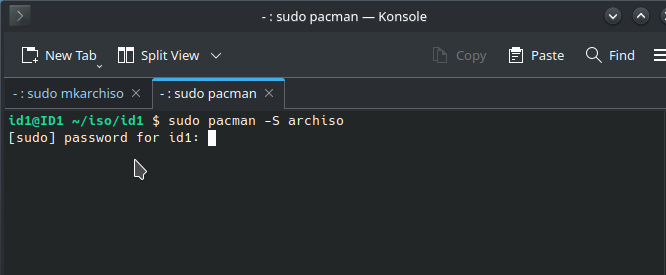 - : sudo pacman — Konsole
New Tab Split View Copy Paste Find
- : sudo mkarchiso - : sudo pacman
id1@ID1 ~/iso/id1 $ sudo pacman -S archiso
[sudo] password for id1: